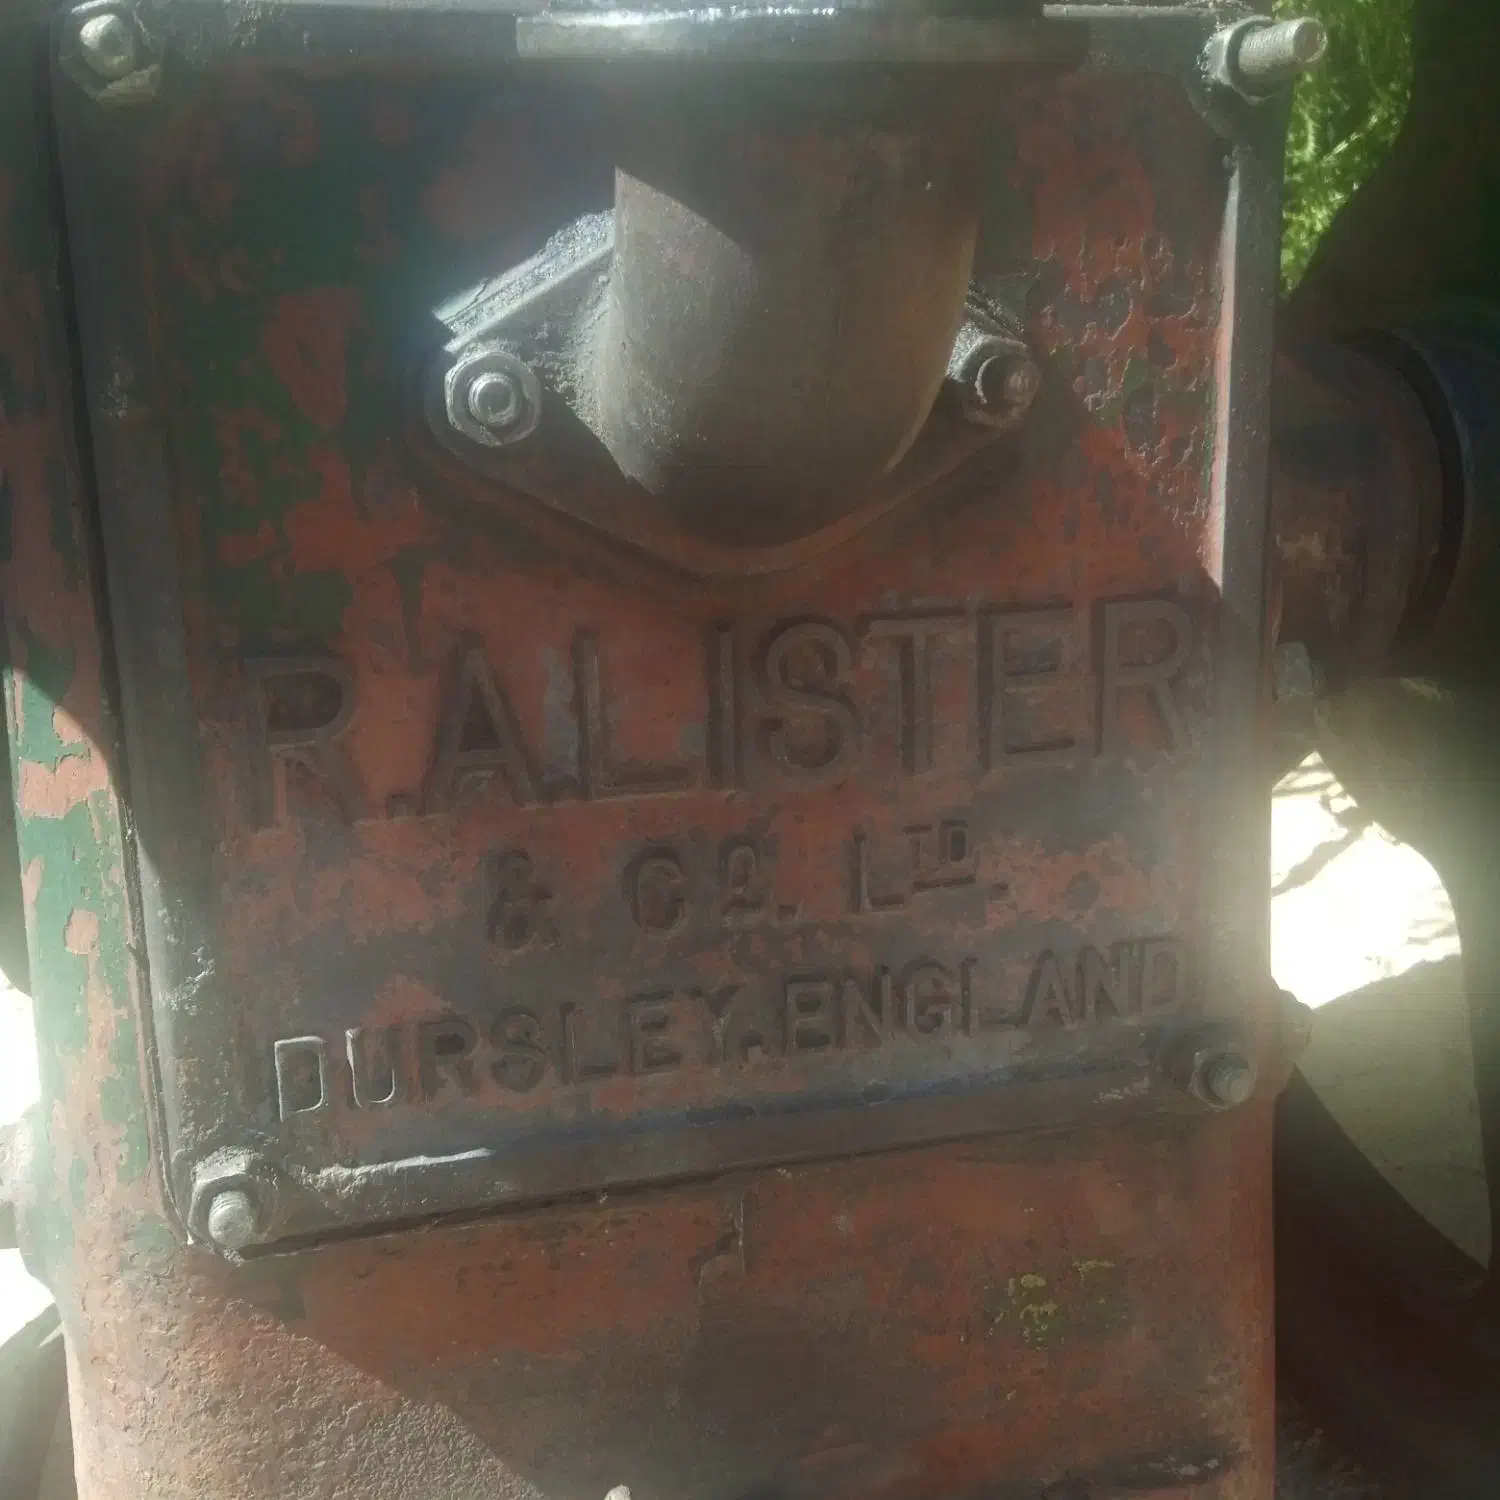 R.A.LISTER
& Co. LTD.
DURSLEY.ENGLAND